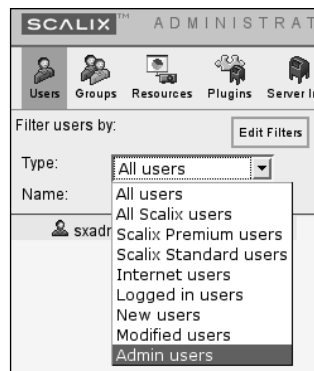 SCALIX™ ADMINISTRAT
Users Groups Resources Plugins Server In
Filter users by: Edit Filters
Type: All users
Name:
All users
All Scalix users
Scalix Premium users
Scalix Standard users
Internet users
Logged in users
New users
Modified users
Admin users
sxadr